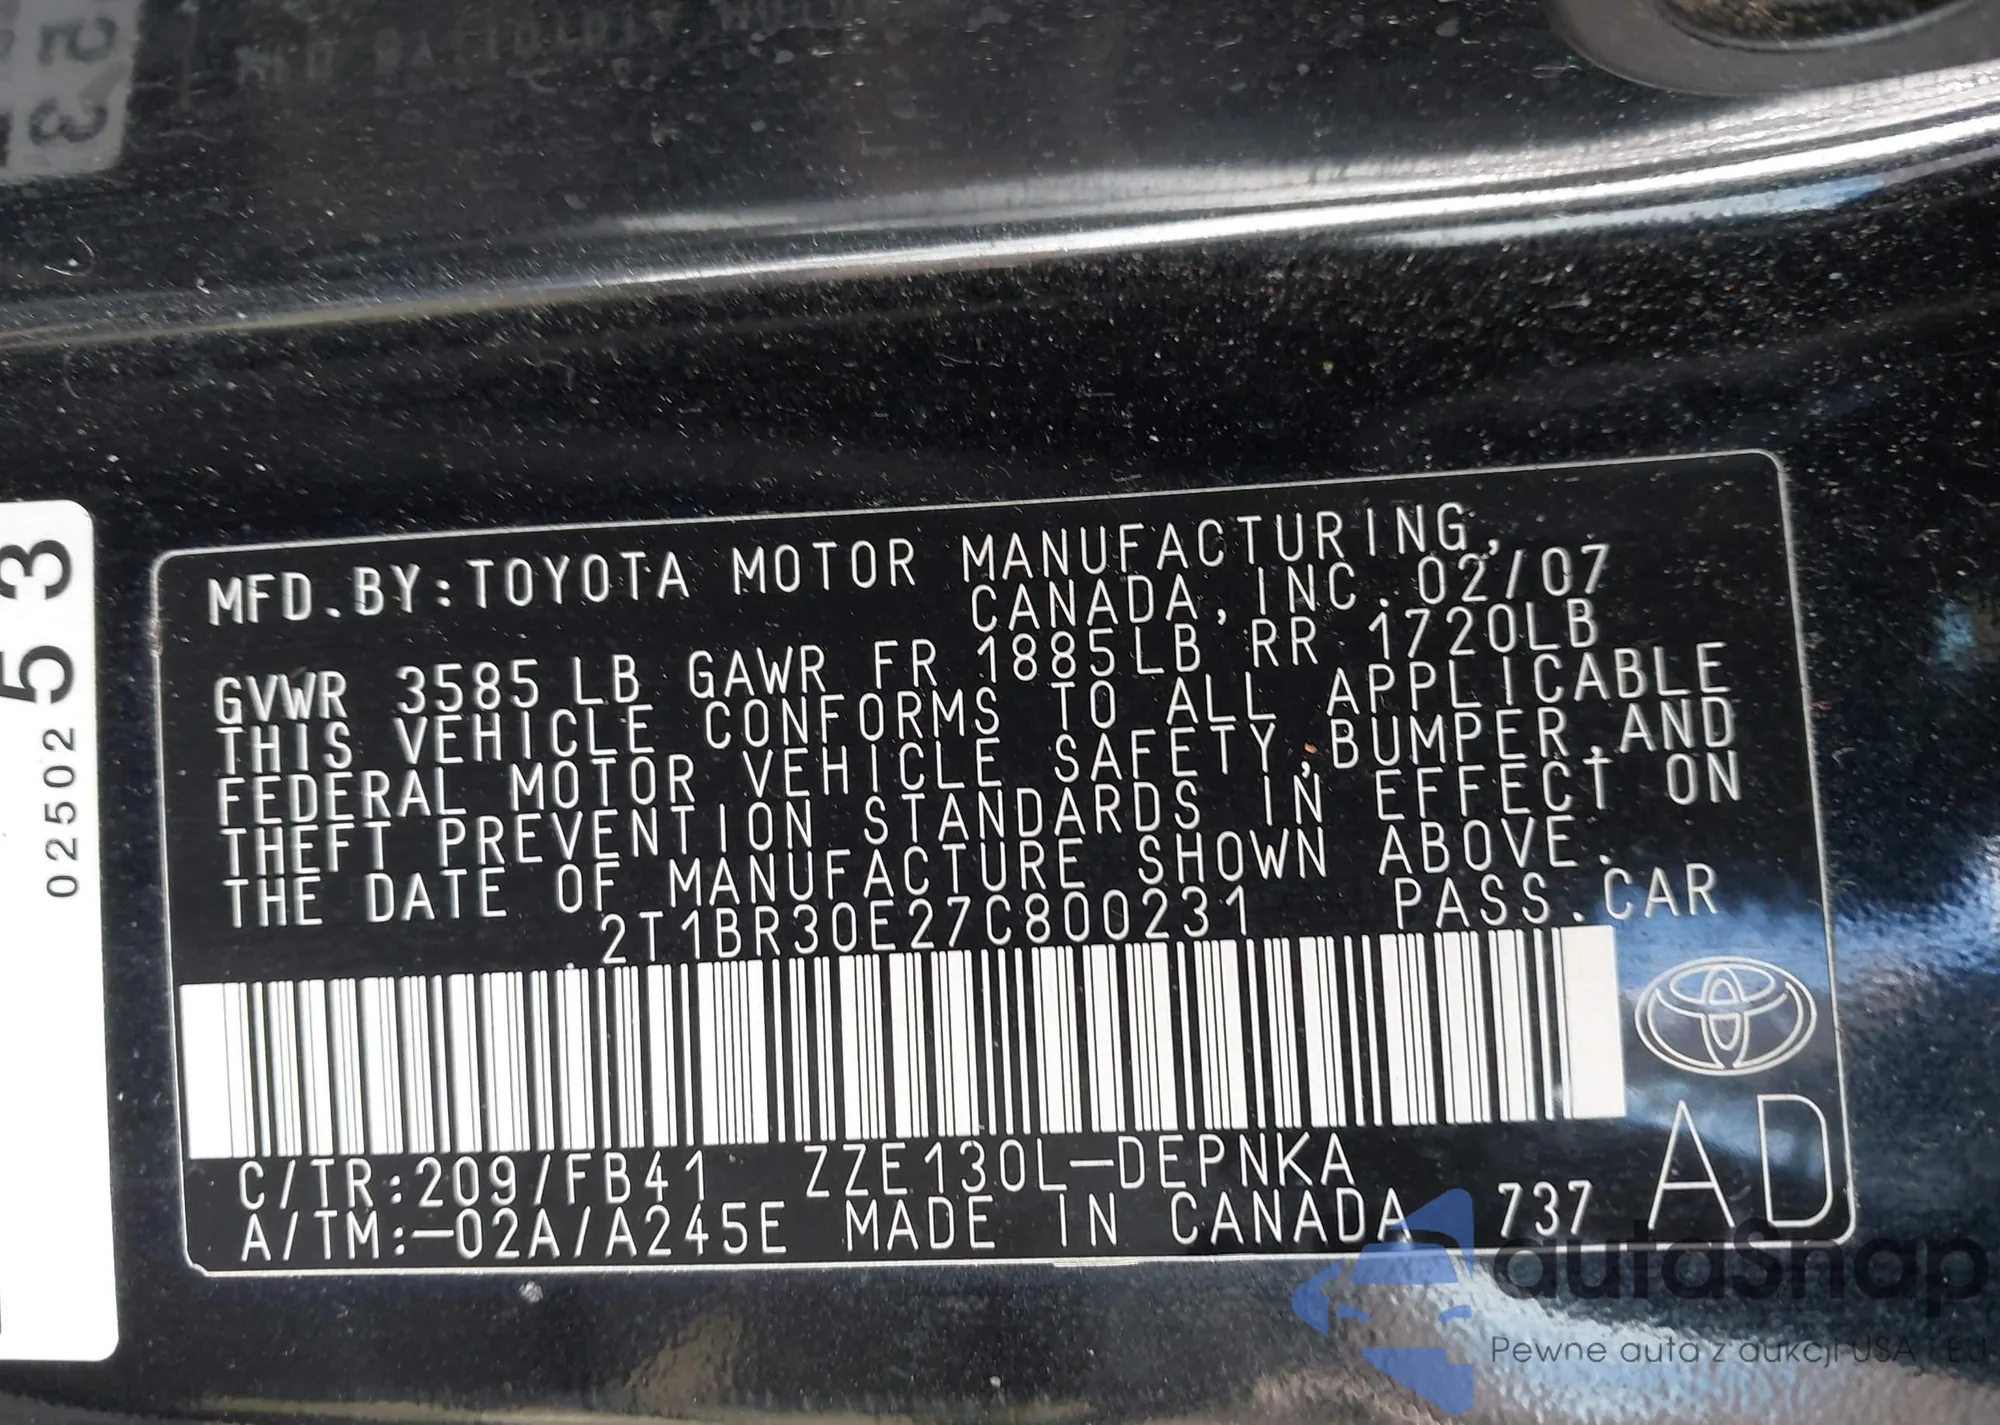 MFD.BY:TOYOTA MOTOR MANUFACTURING,
CANADA,INC. 02/07
GVWR 3585LB GAWR FR 1885LB RR 1720LB
THIS VEHICLE CONFORMS TO ALL APPLICABLE
FEDERAL MOTOR VEHICLE SAFETY,BUMPER,AND
THEFT PREVENTION STANDARDS IN EFFECT ON
THE DATE OF MANUFACTURE SHOWN ABOVE.
2T1BR30E27C800231 PASS.CAR
C/TR:209/FB41 ZZE130L-DEPNKA
A/TM:-02A/A245E MADE IN CANADA 737
AD
53
02502
23
autaSnap
Pewne auta z aukcji USA i EU